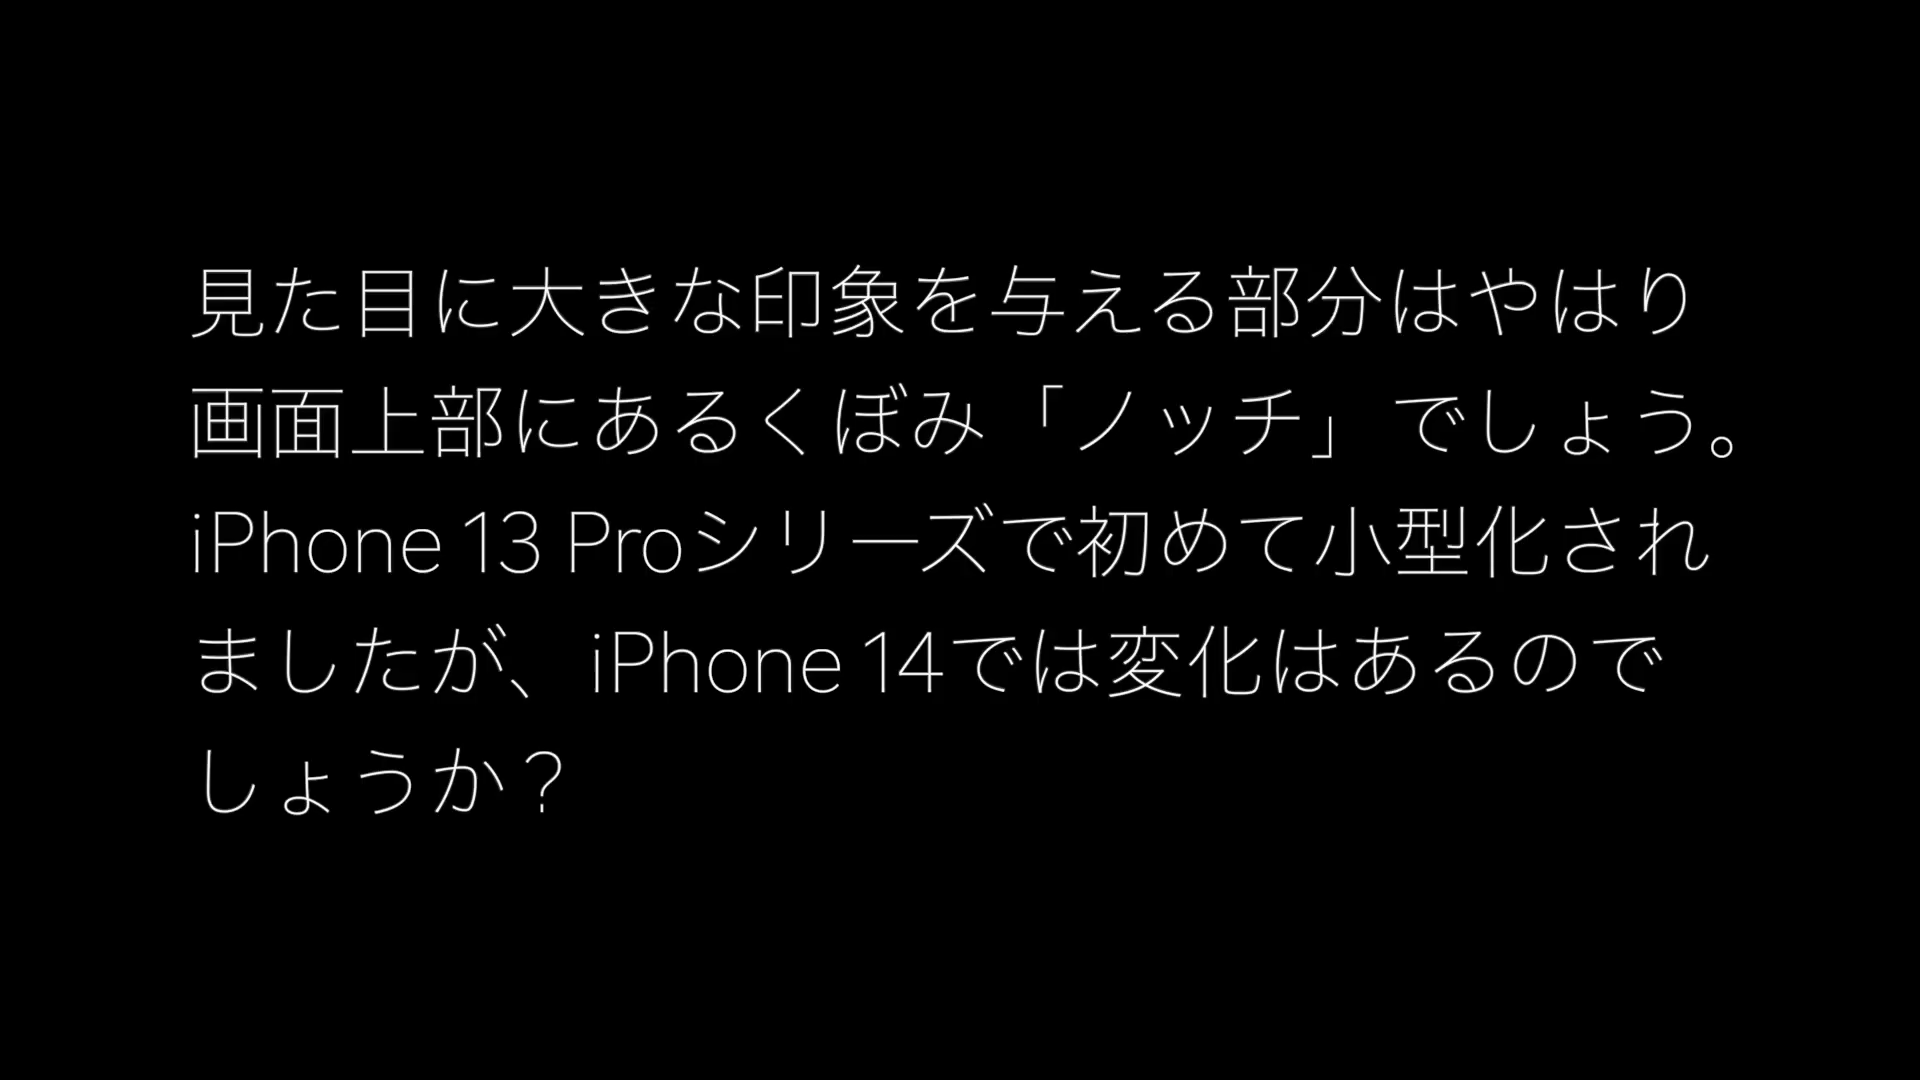 見た目に大きな印象を与える部分はやはり
画面上部にあるくぼみ「ノッチ」でしょう。
iPhone 13 Proシリーズで初めて小型化され
ましたが、iPhone 14では変化はあるので
しょうか？